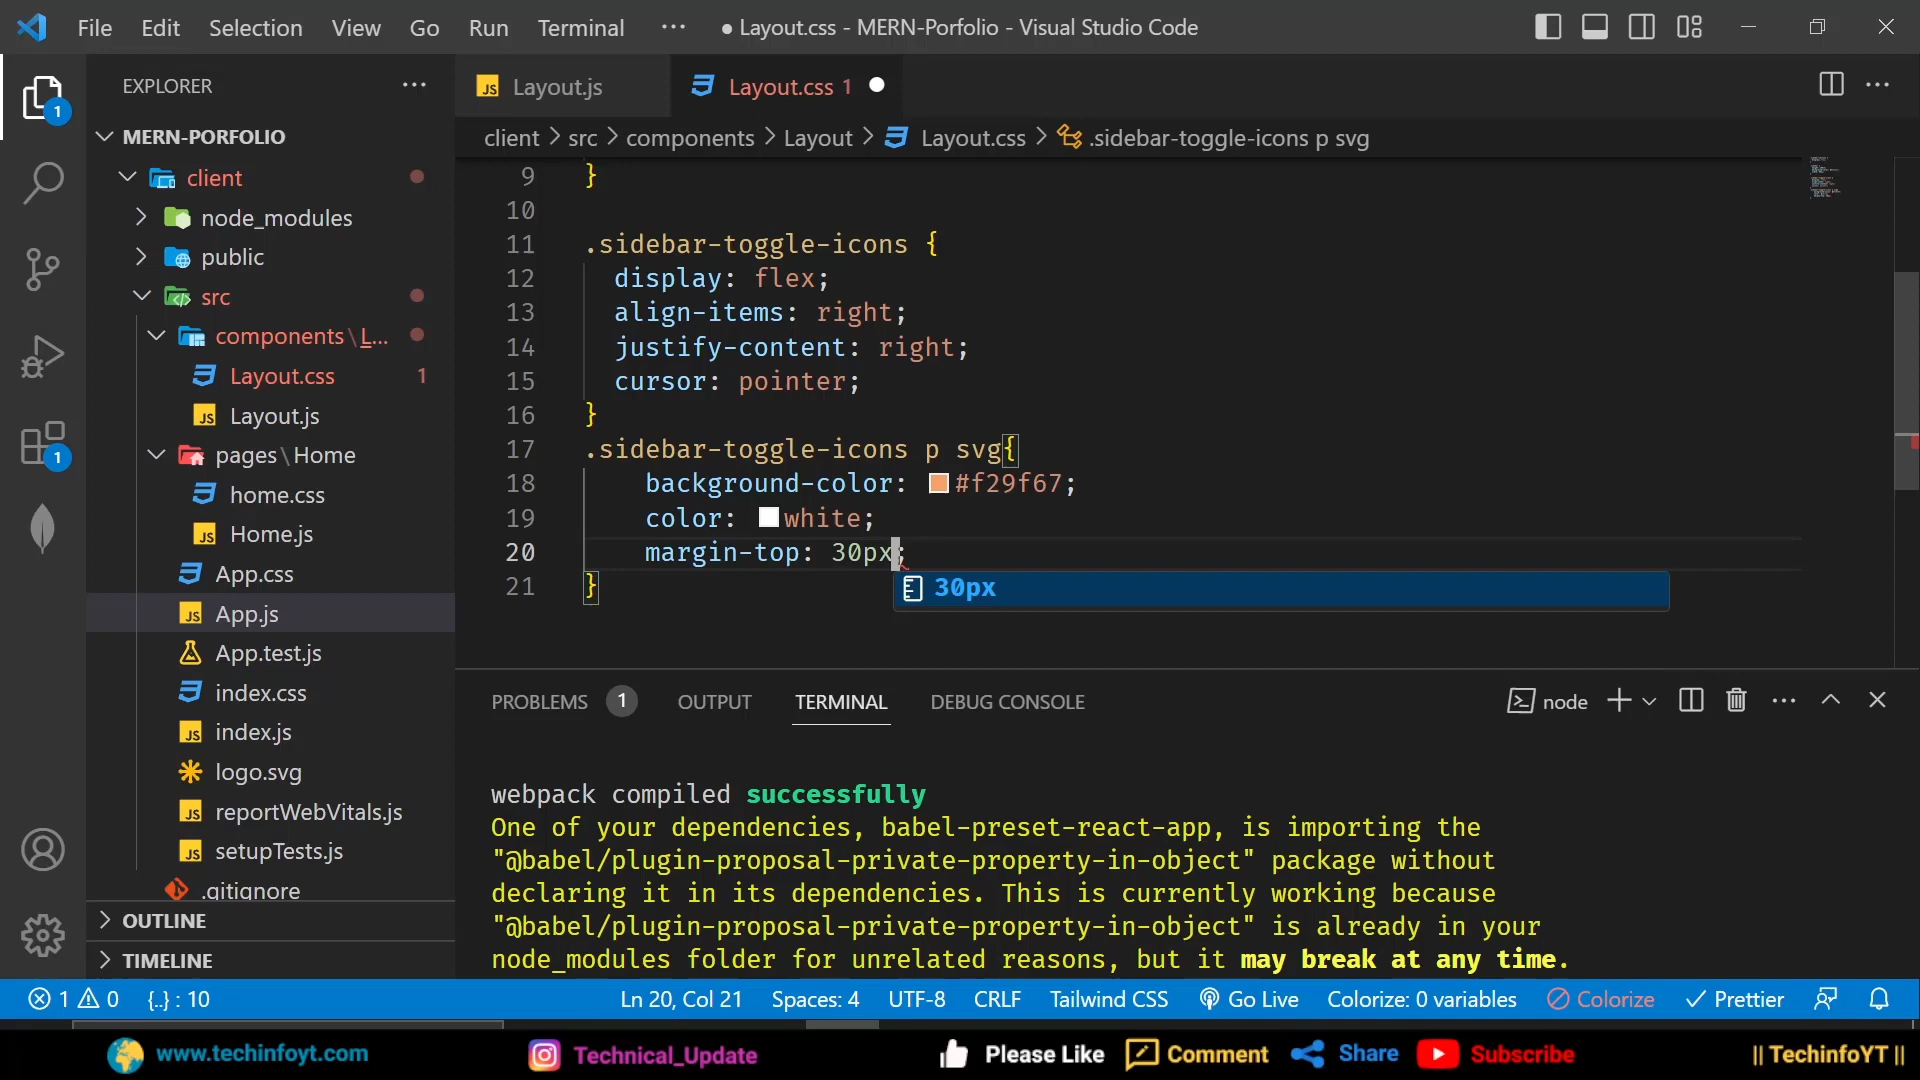 File Edit Selection View Go Run Terminal ··· ● Layout.css - MERN-Porfolio - Visual Studio Code
EXPLORER ···
1
MERN-PORFOLIO
client
node_modules
public
src
components\L...
Layout.css 1
Layout.js
pages\Home
home.css
Home.js
App.css
App.js
App.test.js
index.css
index.js
logo.svg
reportWebVitals.js
setupTests.js
.gitignore
OUTLINE
TIMELINE
1
JS Layout.js Layout.css 1 ●
client > src > components > Layout > Layout.css > .sidebar-toggle-icons p svg
9 }
10
11 .sidebar-toggle-icons {
12 display: flex;
13 align-items: right;
14 justify-content: right;
15 cursor: pointer;
16 }
17 .sidebar-toggle-icons p svg{
18 background-color: #f29f67;
19 color: white;
20 margin-top: 30px;
21 }
30px
PROBLEMS 1 OUTPUT TERMINAL DEBUG CONSOLE node
webpack compiled successfully
One of your dependencies, babel-preset-react-app, is importing the
"@babel/plugin-proposal-private-property-in-object" package without
declaring it in its dependencies. This is currently working because
"@babel/plugin-proposal-private-property-in-object" is already in your
node_modules folder for unrelated reasons, but it may break at any time.
1 0 {..} : 10 Ln 20, Col 21 Spaces: 4 UTF-8 CRLF Tailwind CSS Go Live Colorize: 0 variables Colorize Prettier
www.techinfoyt.com Technical_Update Please Like Comment Share Subscribe || TechinfoYT ||